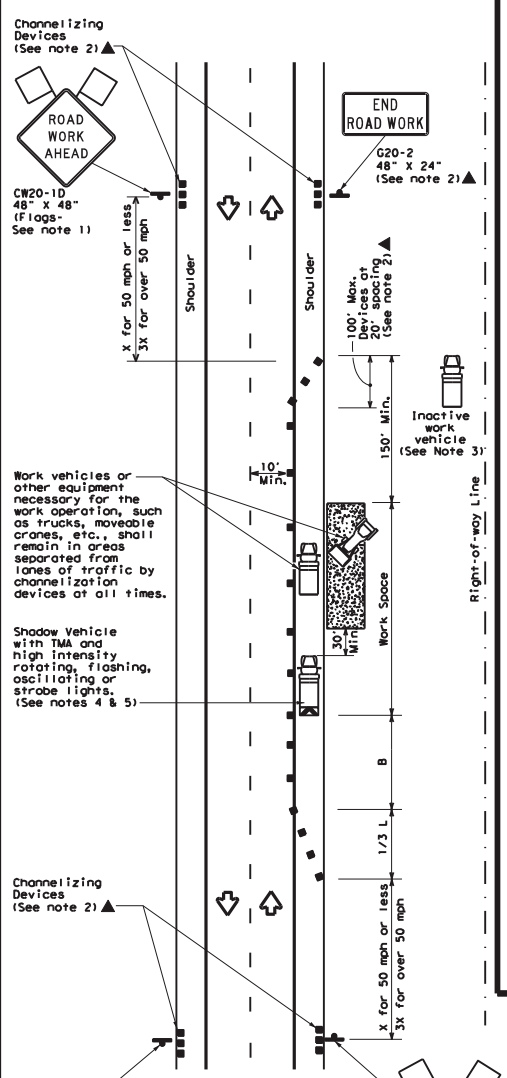 Channelizing
Devices
(See note 2) ▲
ROAD
WORK
AHEAD
CW20-1D
48" X 48"
(Flags-
See note 1)
END
ROAD WORK
G20-2
48" X 24"
(See note 2) ▲
X for 50 mph or less
3X for over 50 mph
Shoulder
Shoulder
100' Max.
Devices at
20' spacing
(See note 2) ▲
150' Min.
Inactive
work
vehicle
(See Note 3)
10'
Min.
Right-of-way Line
Work vehicles or
other equipment
necessary for the
work operation, such
as trucks, moveable
cranes, etc., shall
remain in areas
separated from
lanes of traffic by
channelization
devices at all times.
Work Space
30'
Min.
Shadow Vehicle
with TMA and
high intensity
rotating, flashing,
oscillating or
strobe lights.
(See notes 4 & 5)
B
1/3 L
Channelizing
Devices
(See note 2) ▲
X for 50 mph or less
3X for over 50 mph